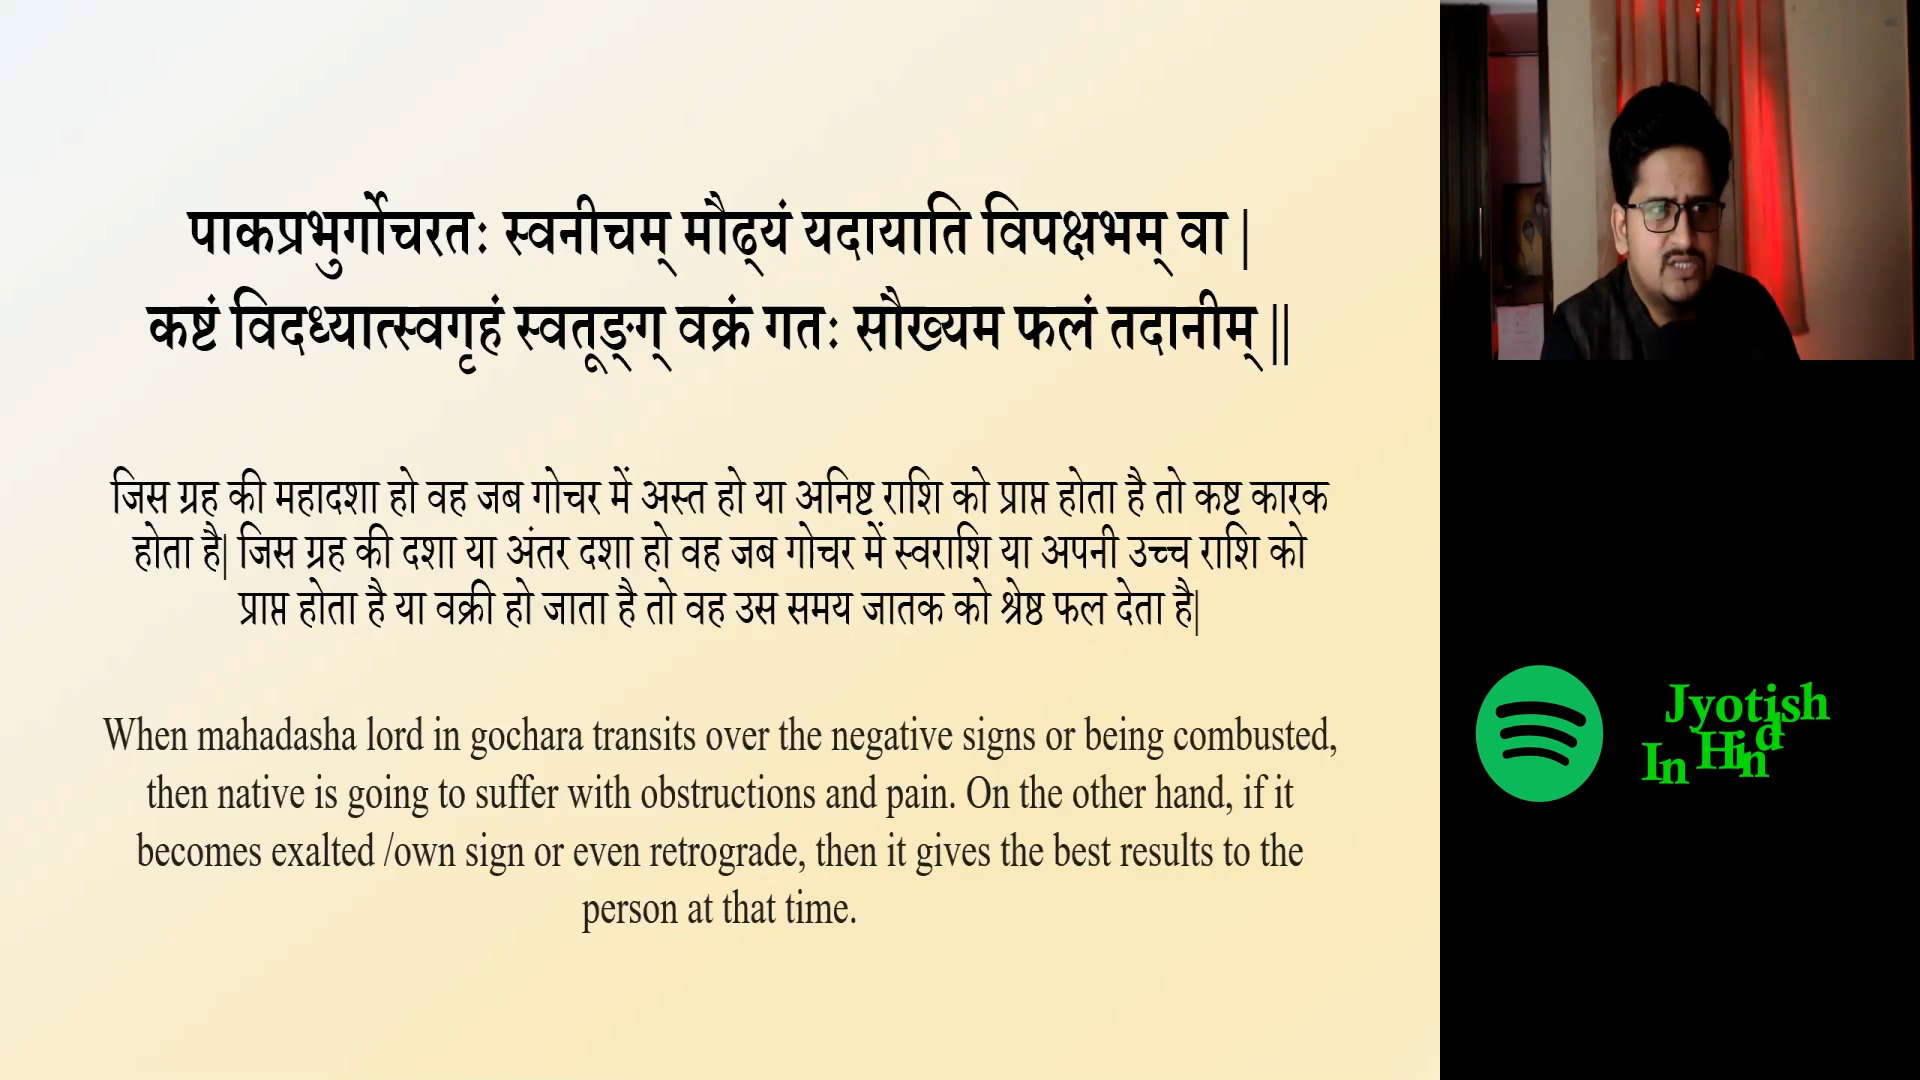 पाकप्रभुर्गोचरतः स्वनीचम् मौढ्यं यदायाति विपक्षभम् वा |
कष्टं विदध्यात्स्वगृहं स्वतूङ्ग् वक्रं गतः सौख्यम फलं तदानीम् ||
जिस ग्रह की महादशा हो वह जब गोचर में अस्त हो या अनिष्ट राशि को प्राप्त होता है तो कष्ट कारक
होता है| जिस ग्रह की दशा या अंतर दशा हो वह जब गोचर में स्वराशि या अपनी उच्च राशि को
प्राप्त होता है या वक्री हो जाता है तो वह उस समय जातक को श्रेष्ठ फल देता है|
When mahadasha lord in gochara transits over the negative signs or being combusted,
then native is going to suffer with obstructions and pain. On the other hand, if it
becomes exalted /own sign or even retrograde, then it gives the best results to the
person at that time.
Jyotish
In Hindi